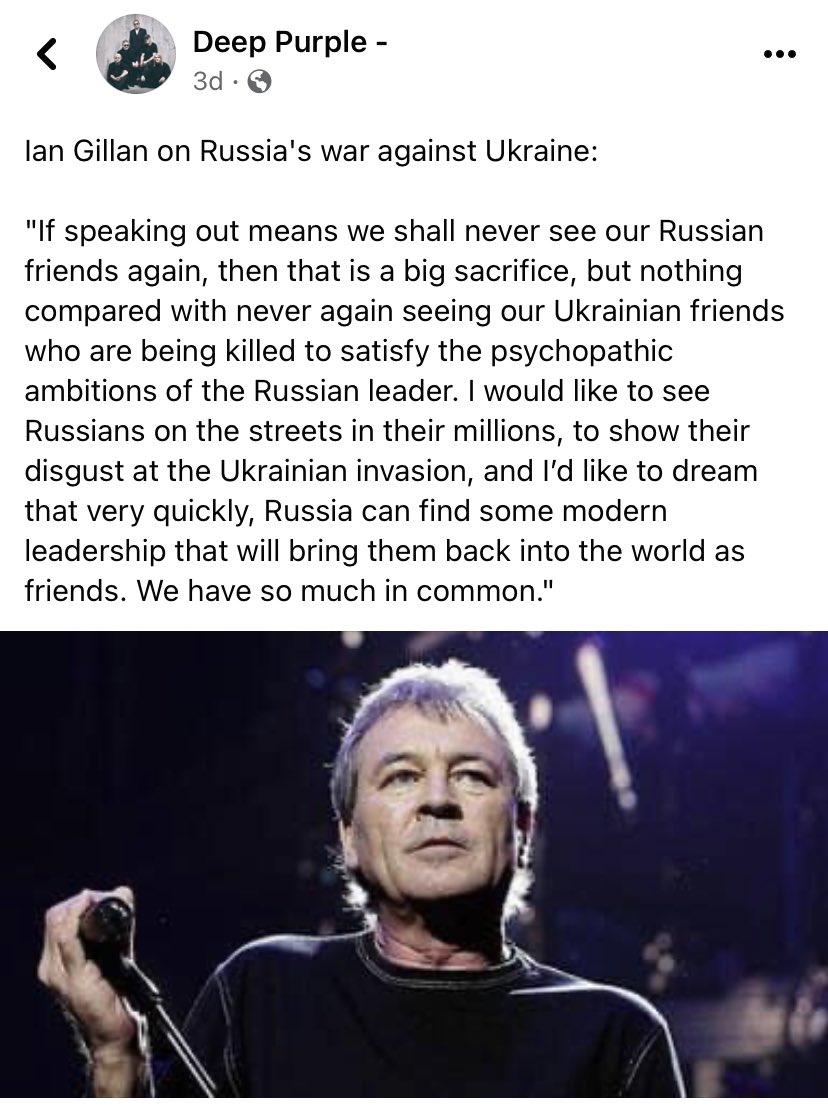 Deep Purple -
3d ·
Ian Gillan on Russia's war against Ukraine:
"If speaking out means we shall never see our Russian
friends again, then that is a big sacrifice, but nothing
compared with never again seeing our Ukrainian friends
who are being killed to satisfy the psychopathic
ambitions of the Russian leader. I would like to see
Russians on the streets in their millions, to show their
disgust at the Ukrainian invasion, and I’d like to dream
that very quickly, Russia can find some modern
leadership that will bring them back into the world as
friends. We have so much in common."